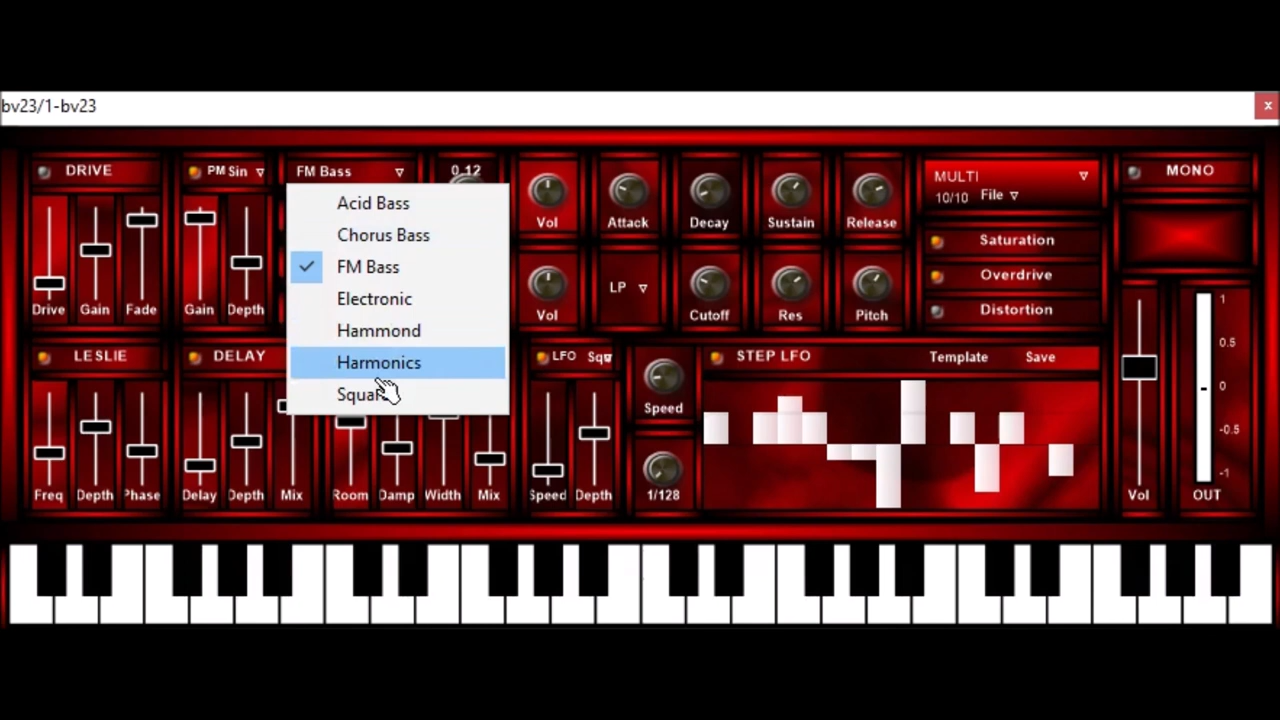 bv23/1-bv23
DRIVE
PM Sin
FM Bass
0.12
Drive Gain Fade
Gain Depth
Acid Bass
Chorus Bass
FM Bass
Electronic
Hammond
Harmonics
Vol Attack Decay Sustain Release
Vol LP Cutoff Res Pitch
MULTI
10/10 File
Saturation
Overdrive
Distortion
MONO
LESLIE
DELAY
Freq Depth Phase
Delay Depth Mix
Room Damp Width Mix
LFO
Speed Depth
Speed
1/128
STEP LFO Template Save
Vol
1
0.5
0
-0.5
-1
OUT